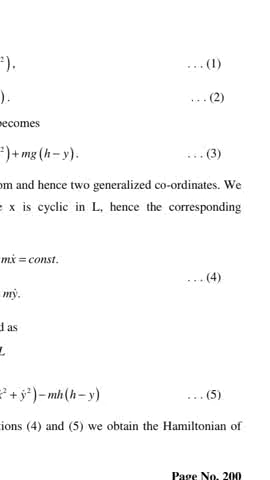 ²), . . . (1)
). . . . (2)
becomes
²) + mg (h − y). . . . (3)
om and hence two generalized co-ordinates. We
x is cyclic in L, hence the corresponding
mẋ = const.
. . . (4)
mẏ.
d as
L
ẋ² + ẏ²) − mh(h − y) . . . (5)
tions (4) and (5) we obtain the Hamiltonian of
Page No. 200